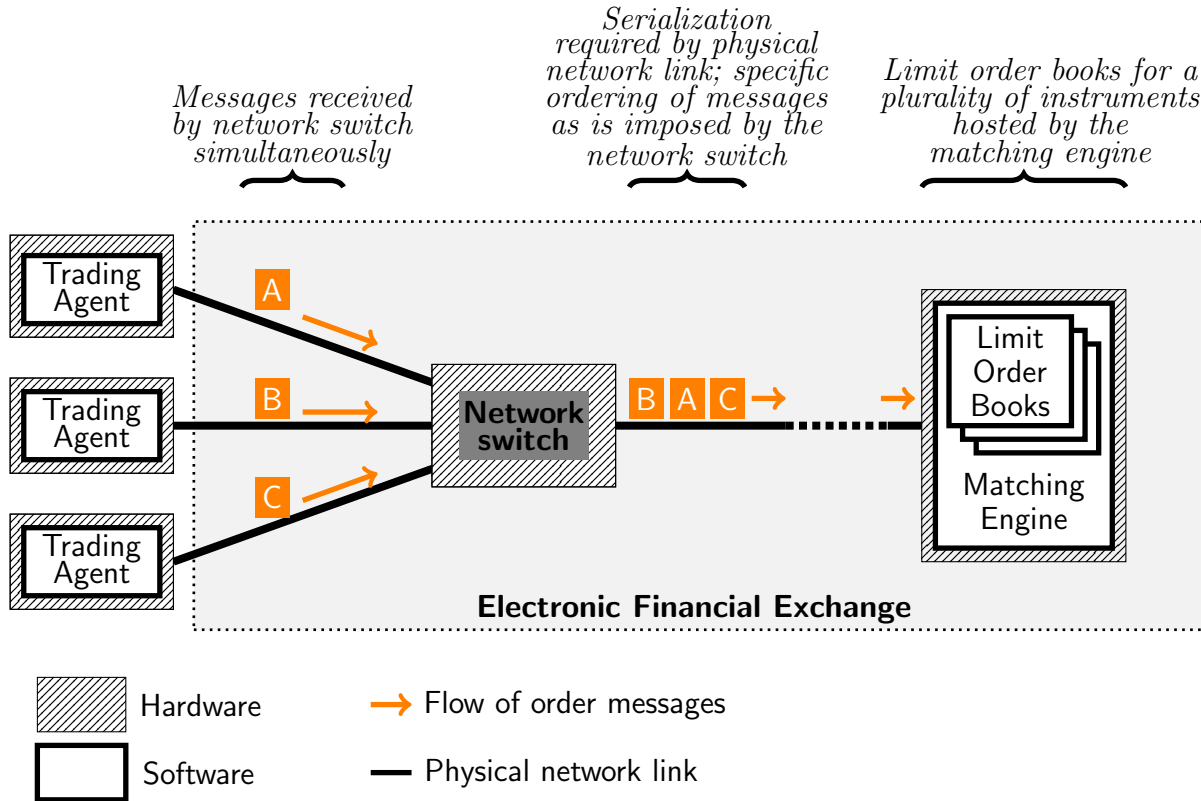 Messages received
by network switch
simultaneously
Serialization
required by physical
network link; specific
ordering of messages
as is imposed by the
network switch
Limit order books for a
plurality of instruments
hosted by the
matching engine
Trading
Agent
Trading
Agent
Trading
Agent
A
B
C
Network
switch
B A C
Limit
Order
Books
Matching
Engine
Electronic Financial Exchange
Hardware
Software
Flow of order messages
Physical network link